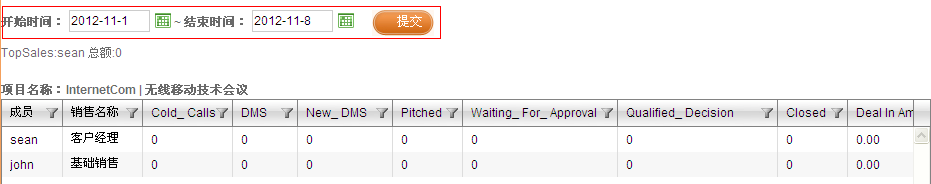 开始时间： 2012-11-1 ~ 结束时间： 2012-11-8 提交
TopSales:sean 总额:0
项目名称：InternetCom | 无线移动技术会议
成员 销售名称 Cold_ Calls DMS New_ DMS Pitched Waiting_ For_ Approval Qualified_ Decision Closed Deal In Am
sean 客户经理 0 0 0 0 0 0 0 0.00
john 基础销售 0 0 0 0 0 0 0 0.00